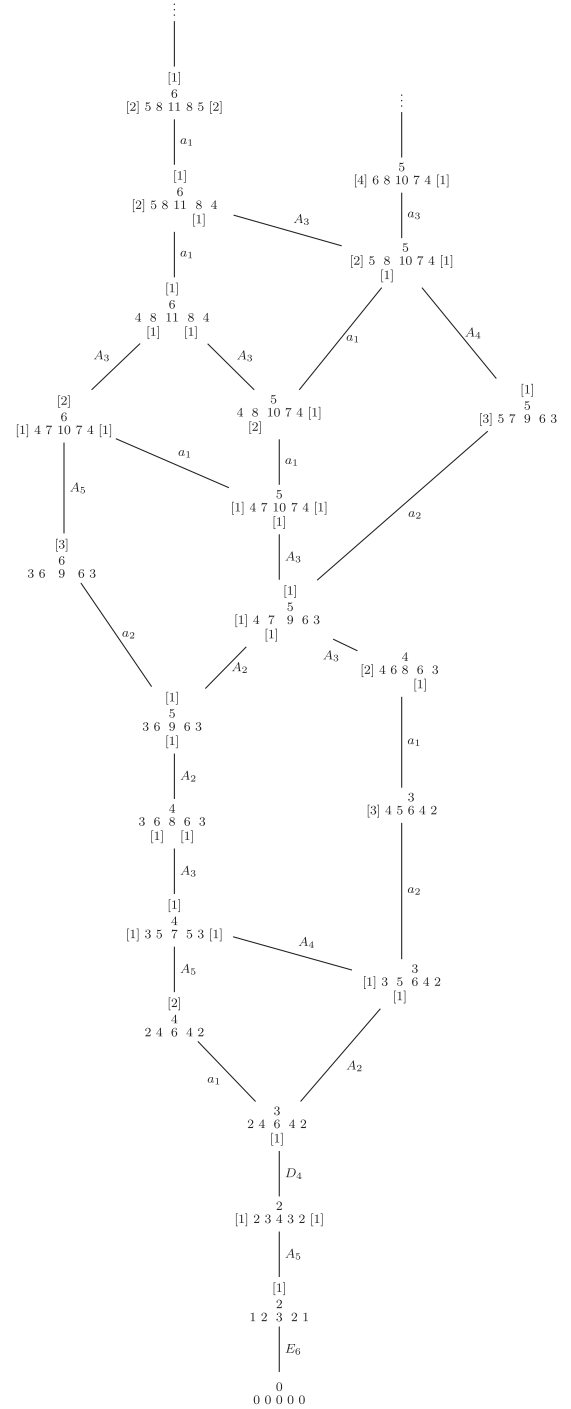 ⋮
[1]
6
[2] 5 8 11 8 5 [2]
⋮
a₁
[1]
6
[2] 5 8 11 8 4
[1]
5
[4] 6 8 10 7 4 [1]
A₃
a₃
a₁
5
[2] 5 8 10 7 4 [1]
[1]
[1]
6
4 8 11 8 4
[1] [1]
A₃
A₃
a₁
A₄
[2]
6
[1] 4 7 10 7 4 [1]
5
4 8 10 7 4 [1]
[2]
[1]
5
[3] 5 7 9 6 3
a₁
a₁
A₅
5
[1] 4 7 10 7 4 [1]
[1]
a₂
[3]
6
3 6 9 6 3
A₃
[1]
5
[1] 4 7 9 6 3
[1]
a₂
A₂
A₃
4
[2] 4 6 8 6 3
[1]
[1]
5
3 6 9 6 3
[1]
a₁
A₂
3
[3] 4 5 6 4 2
4
3 6 8 6 3
[1] [1]
A₃
a₂
[1]
4
[1] 3 5 7 5 3 [1]
A₄
A₅
3
[1] 3 5 6 4 2
[1]
[2]
4
2 4 6 4 2
a₁
A₂
3
2 4 6 4 2
[1]
D₄
2
[1] 2 3 4 3 2 [1]
A₅
[1]
2
1 2 3 2 1
E₆
0
0 0 0 0 0